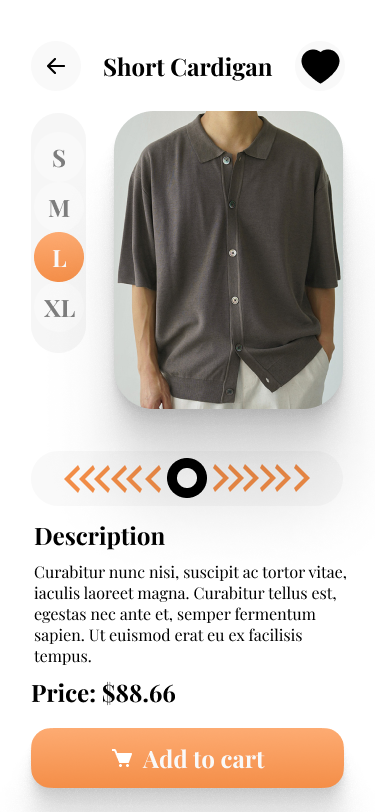 Short Cardigan
S
M
L
XL
Description
Curabitur nunc nisi, suscipit ac tortor vitae,
iaculis laoreet magna. Curabitur tellus est,
egestas nec ante et, semper fermentum
sapien. Ut euismod erat eu ex facilisis
tempus.
Price: $88.66
Add to cart